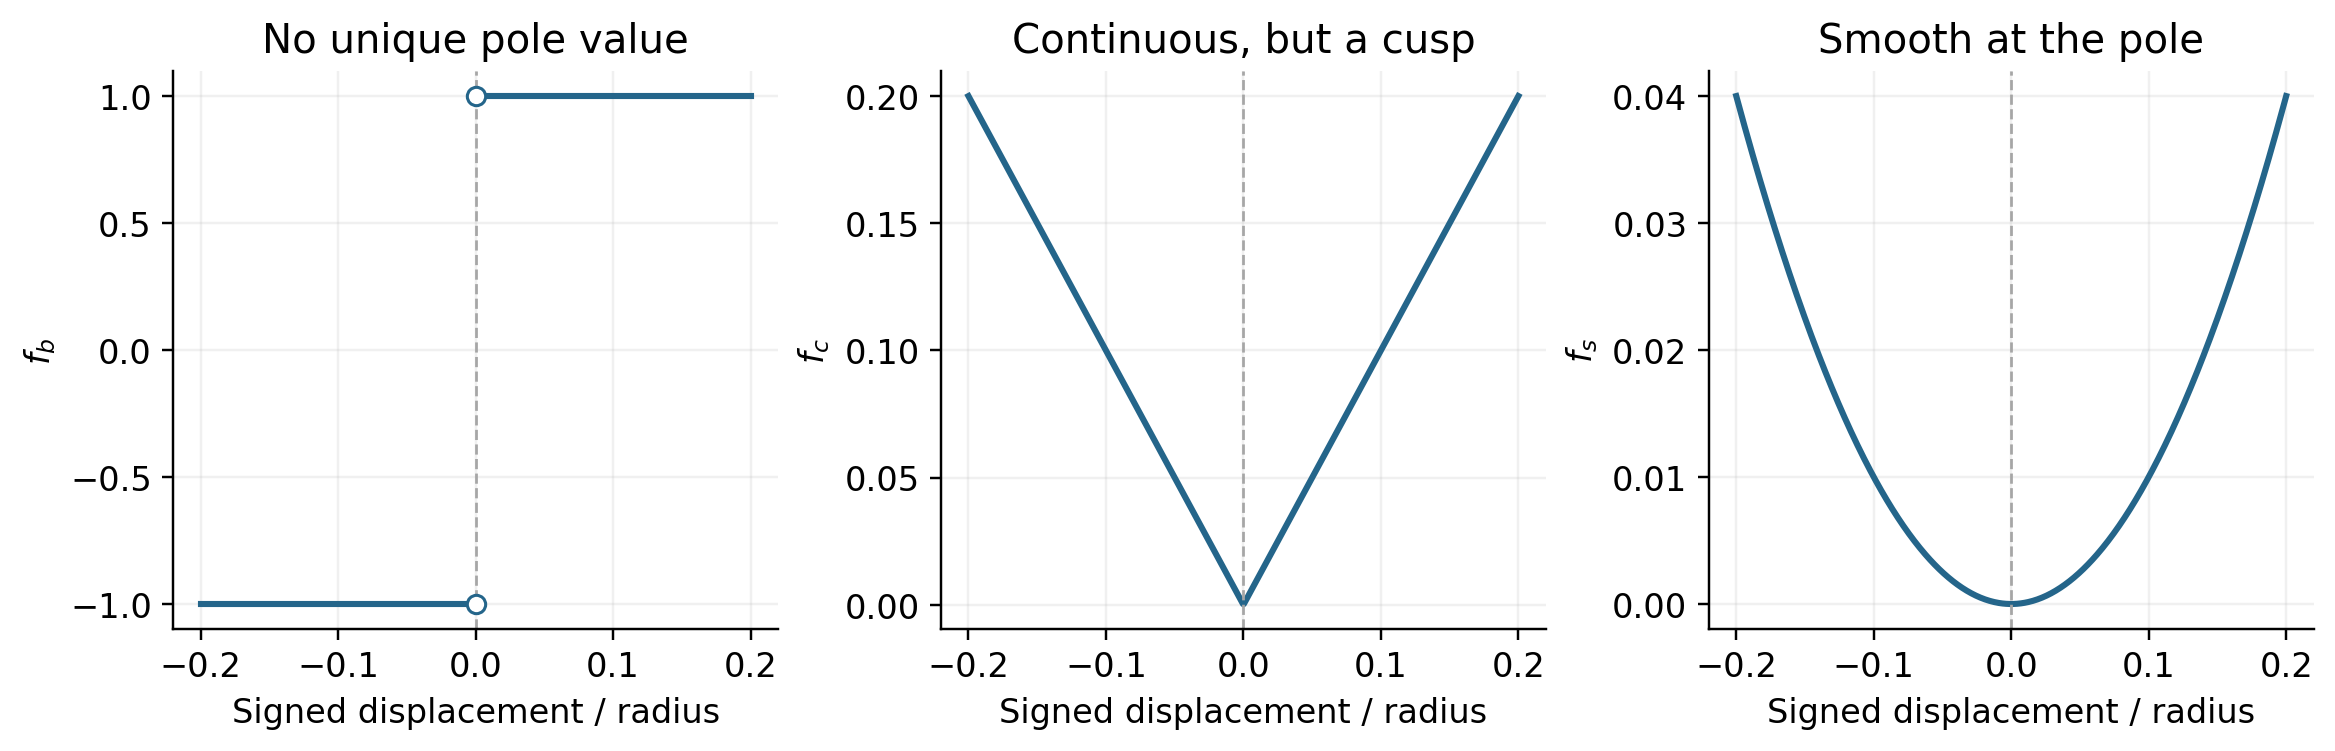 No unique pole value
1.0
0.5
0.0
−0.5
−1.0
f_b
−0.2 −0.1 0.0 0.1 0.2
Signed displacement / radius
Continuous, but a cusp
0.20
0.15
0.10
0.05
0.00
f_c
−0.2 −0.1 0.0 0.1 0.2
Signed displacement / radius
Smooth at the pole
0.04
0.03
0.02
0.01
0.00
f_s
−0.2 −0.1 0.0 0.1 0.2
Signed displacement / radius